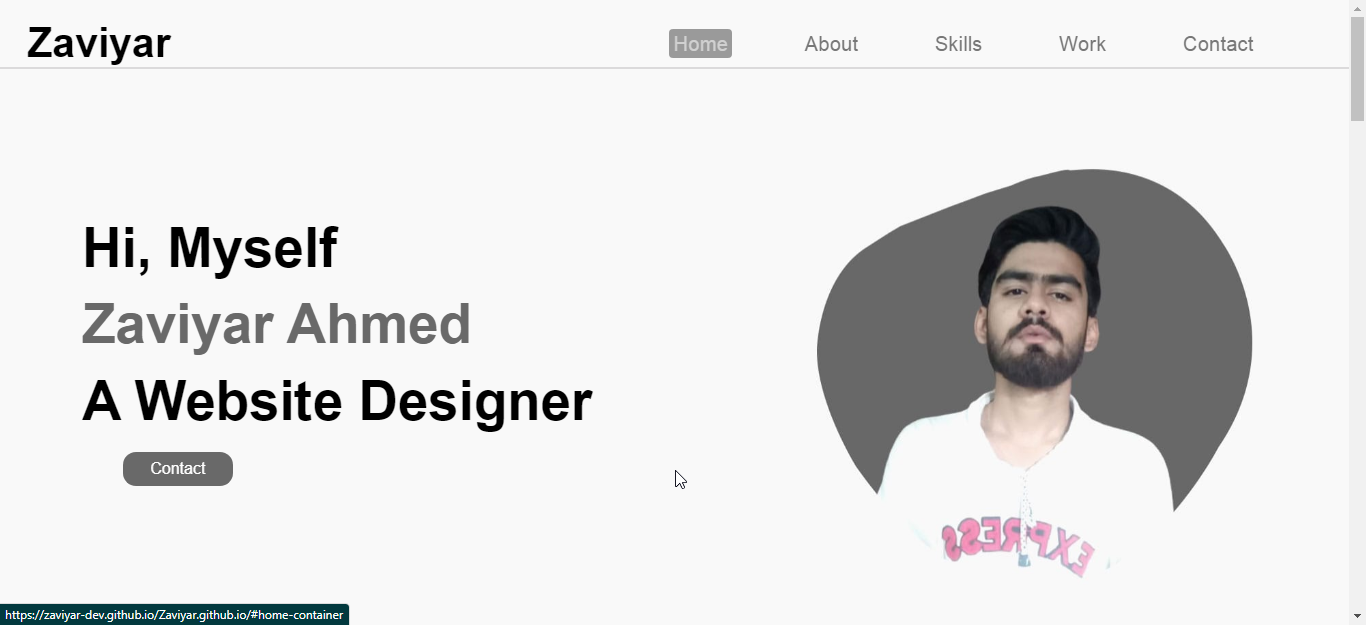 Zaviyar
Home About Skills Work Contact
Hi, Myself
Zaviyar Ahmed
A Website Designer
Contact
EXPRESS
https://zaviyar-dev.github.io/Zaviyar.github.io/#home-container